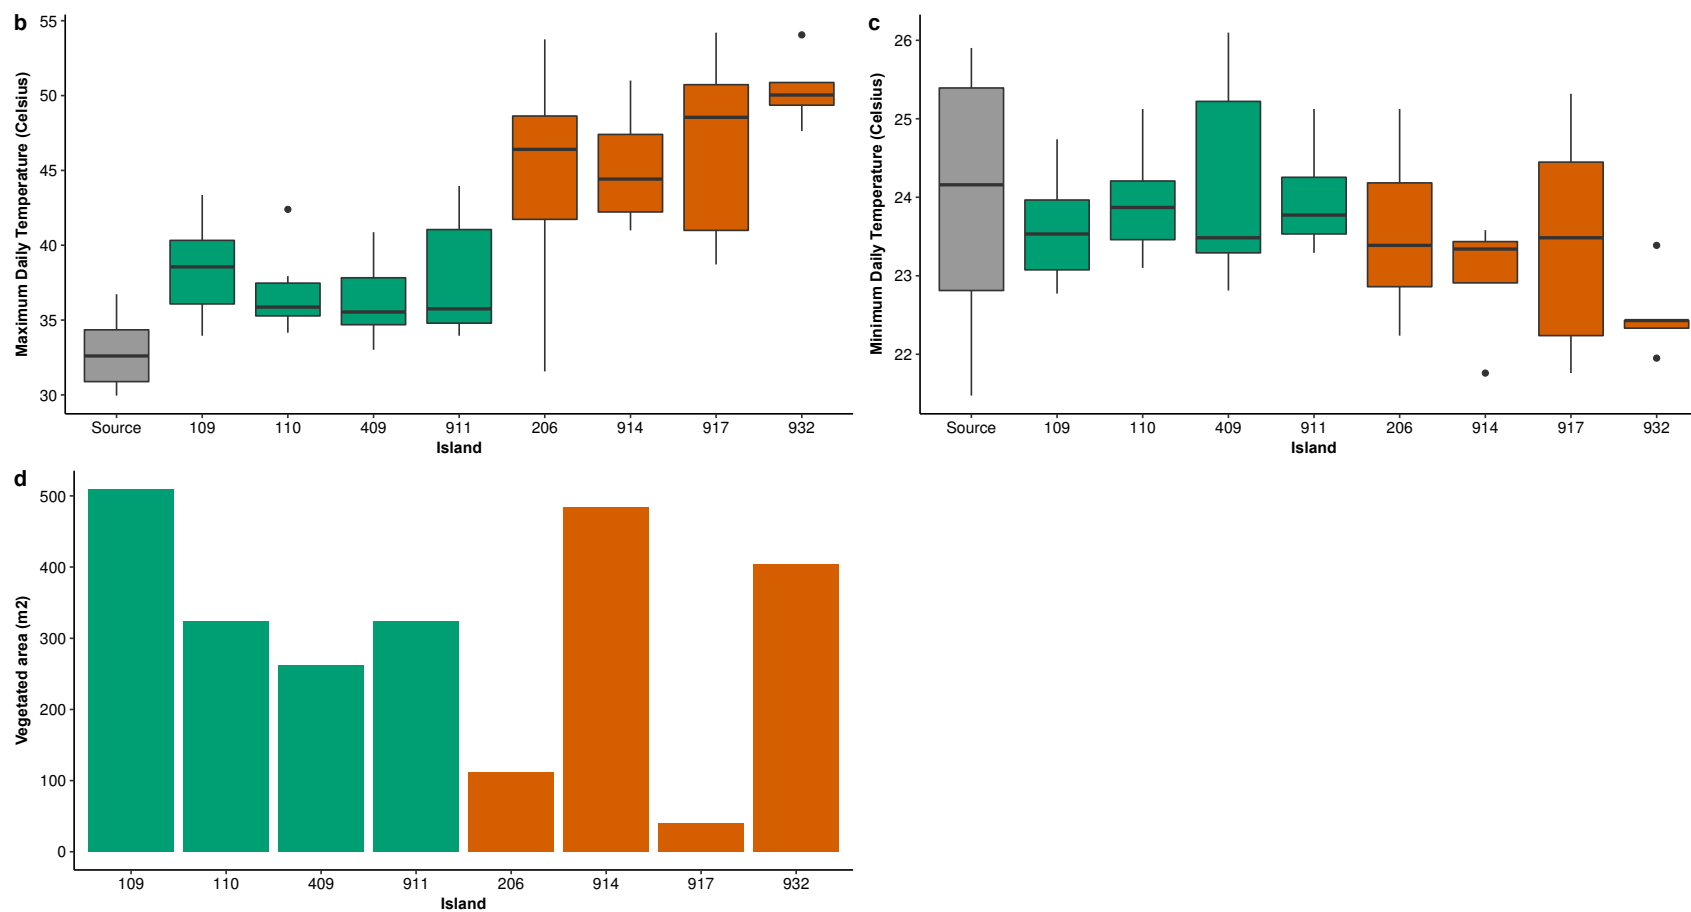 b
Maximum Daily Temperature (Celsius)
55
50
45
40
35
30
Source 109 110 409 911 206 914 917 932
Island
c
Minimum Daily Temperature (Celsius)
26
25
24
23
22
Source 109 110 409 911 206 914 917 932
Island
d
Vegetated area (m2)
500
400
300
200
100
0
109 110 409 911 206 914 917 932
Island